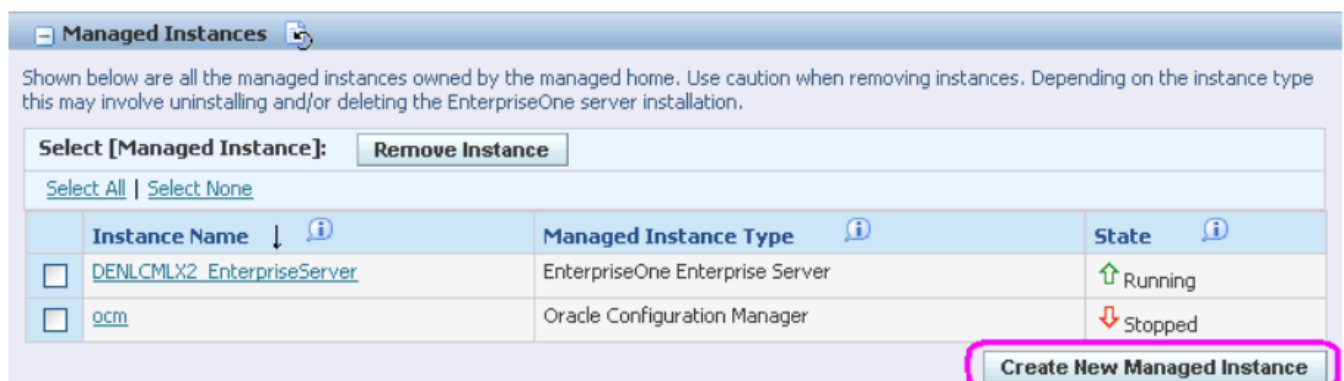 Managed Instances
Shown below are all the managed instances owned by the managed home. Use caution when removing instances. Depending on the instance type
this may involve uninstalling and/or deleting the EnterpriseOne server installation.
Select [Managed Instance]: Remove Instance
Select All | Select None
Instance Name Managed Instance Type State
DENLCMLX2_EnterpriseServer EnterpriseOne Enterprise Server Running
ocm Oracle Configuration Manager Stopped
Create New Managed Instance